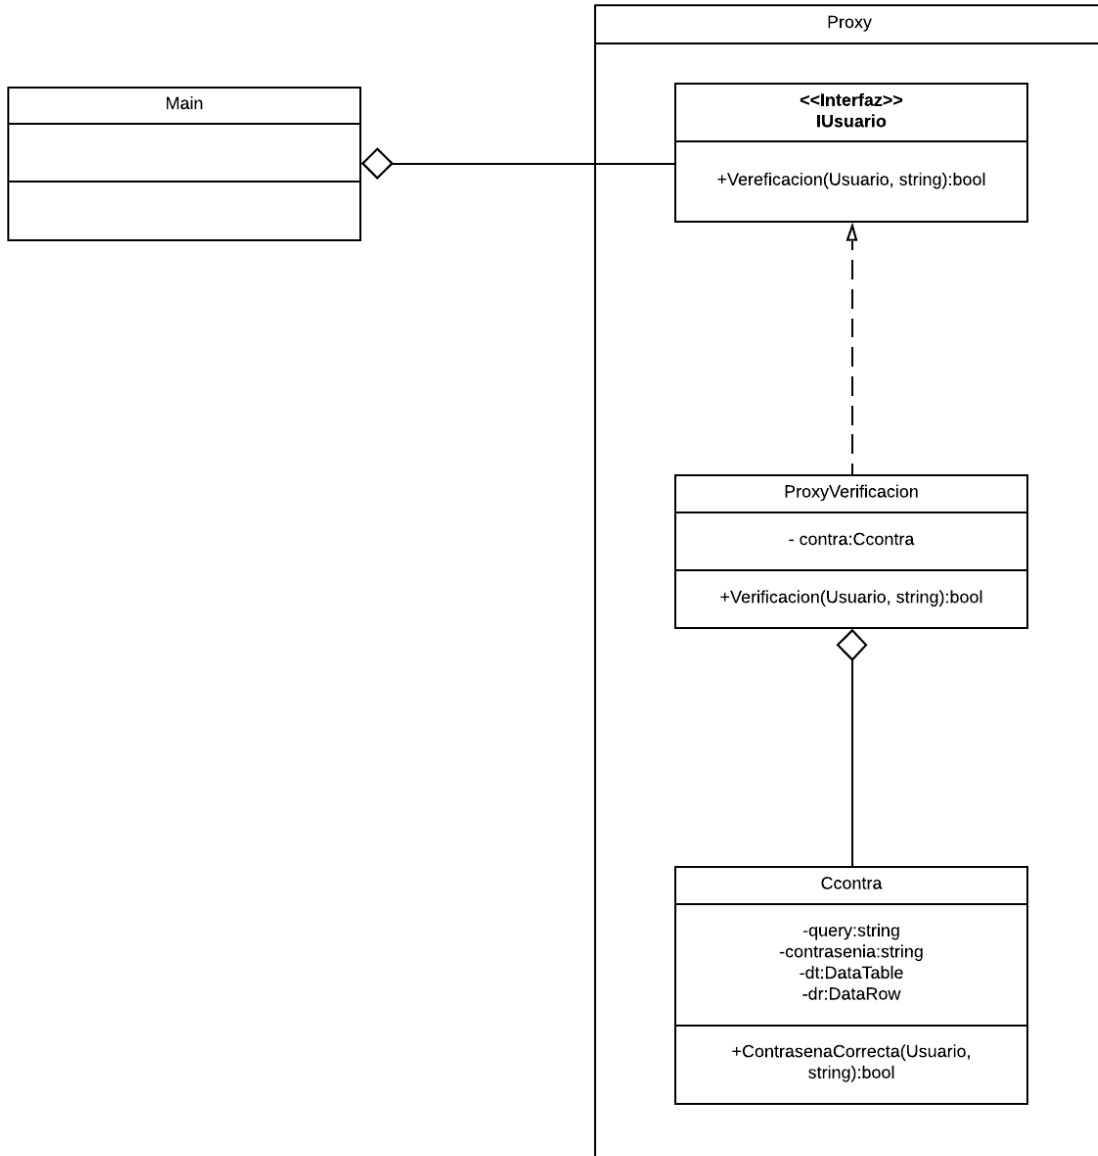 Proxy
Main
<<Interfaz>>
IUsuario
+Vereficacion(Usuario, string):bool
ProxyVerificacion
- contra:Ccontra
+Verificacion(Usuario, string):bool
Ccontra
-query:string
-contrasenia:string
-dt:DataTable
-dr:DataRow
+ContrasenaCorrecta(Usuario,
string):bool